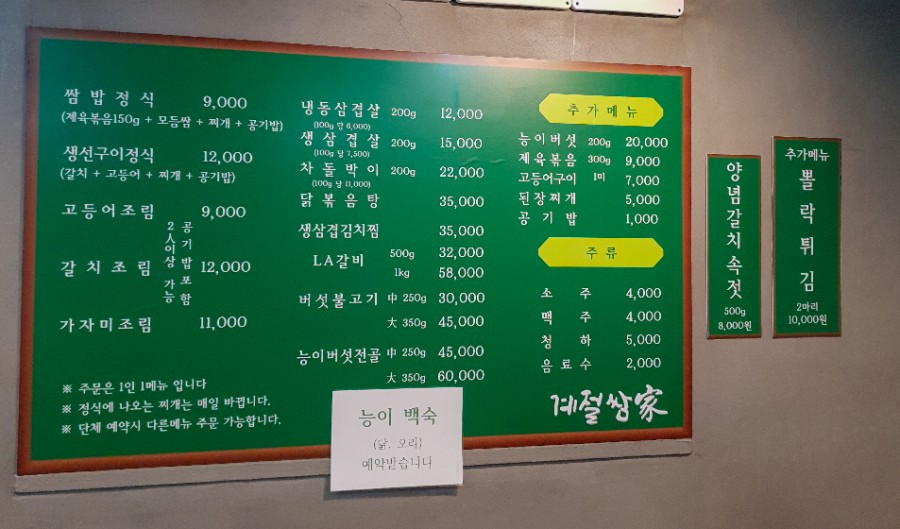 쌈밥정식 9,000
(제육볶음150g + 모듬쌈 + 찌개 + 공기밥)
생선구이정식 12,000
(갈치 + 고등어 + 찌개 + 공기밥)
고등어조림 9,000
갈치조림 12,000
가자미조림 11,000
2人이상 가능
공기밥 포함
※ 주문은 1인 1메뉴 입니다
※ 정식에 나오는 찌개는 매일 바뀝니다.
※ 단체 예약시 다른메뉴 주문 가능합니다.
냉동삼겹살 200g 12,000
(100g 당 6,000)
생삼겹살 200g 15,000
(100g 당 7,500)
차돌박이 200g 22,000
(100g 당 11,000)
닭볶음탕 35,000
생삼겹김치찜 35,000
LA갈비 500g 32,000
1kg 58,000
버섯불고기 中 250g 30,000
大 350g 45,000
능이버섯전골 中 250g 45,000
大 350g 60,000
추가메뉴
능이버섯 200g 20,000
제육볶음 300g 9,000
고등어구이 1미 7,000
된장찌개 5,000
공기밥 1,000
주류
소주 4,000
맥주 4,000
청하 5,000
음료수 2,000
계절쌈家
능이 백숙
(닭, 오리)
예약받습니다
양념갈치속젓
500g
8,000원
추가메뉴
뽈락튀김
2마리
10,000원